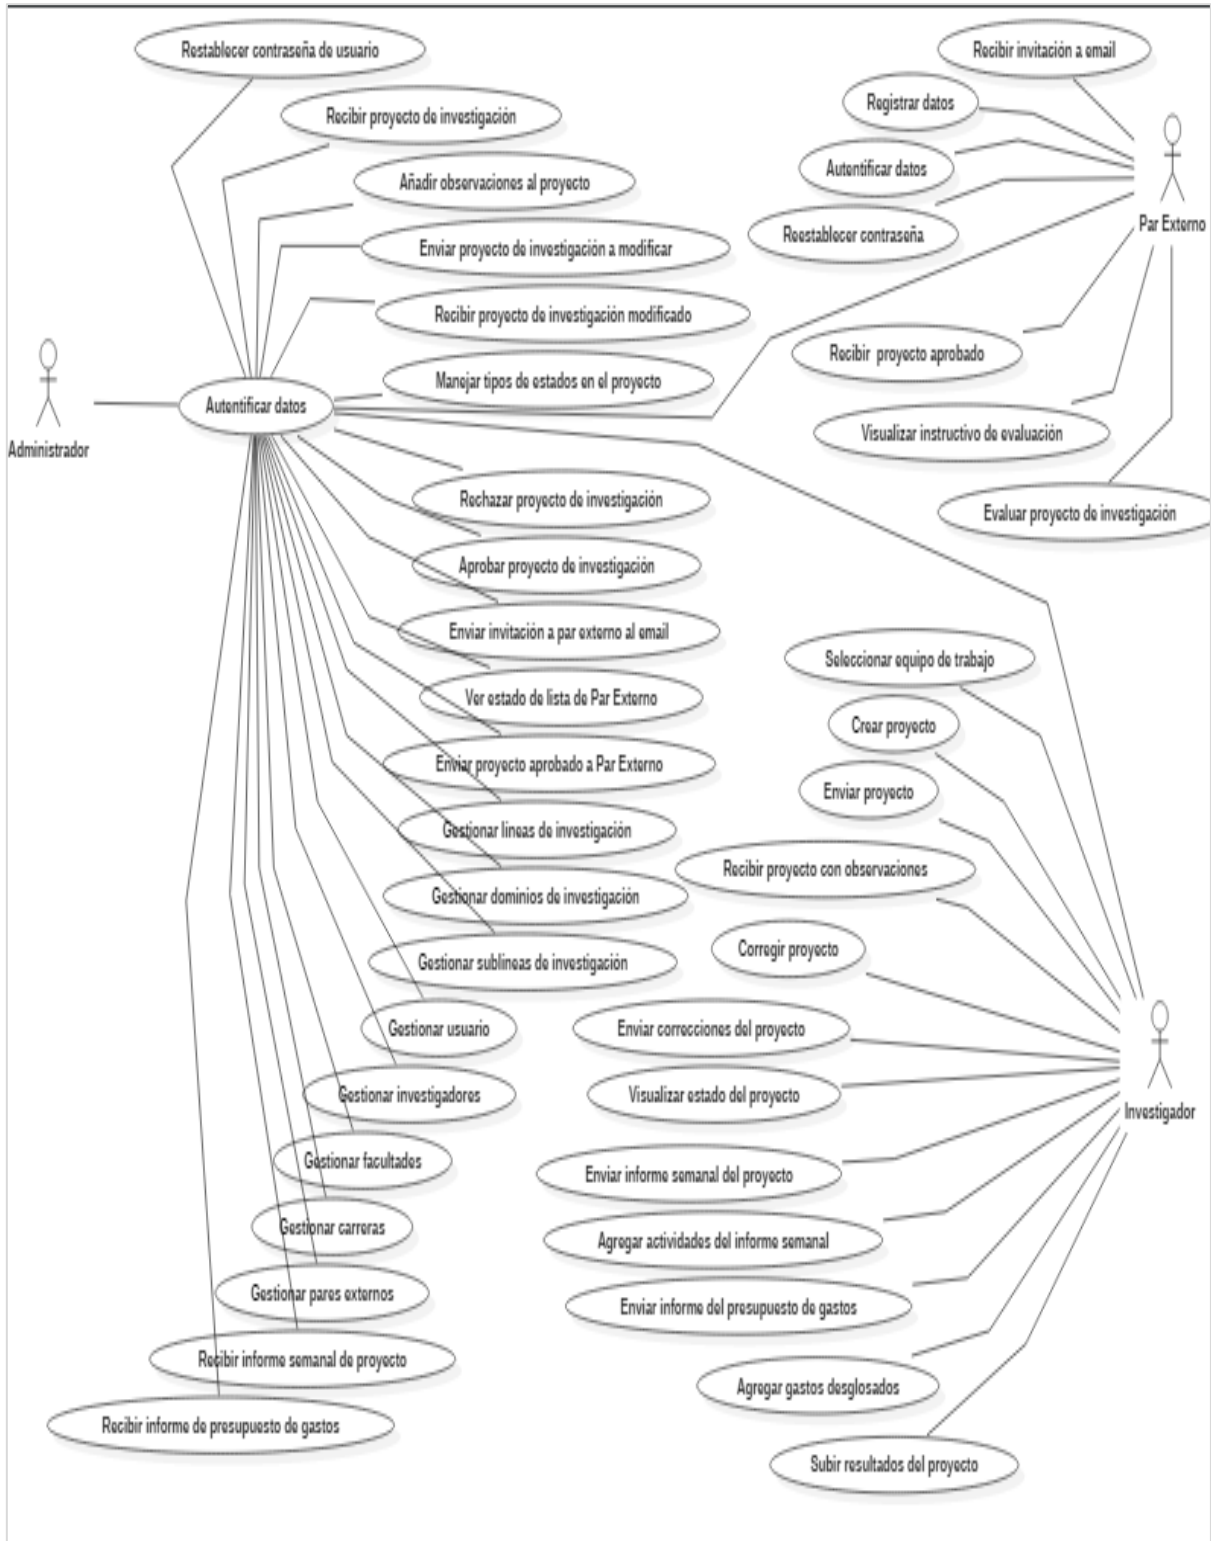 Restablecer contraseña de usuario
Recibir proyecto de investigación
Añadir observaciones al proyecto
Enviar proyecto de investigación a modificar
Recibir proyecto de investigación modificado
Manejar tipos de estados en el proyecto
Administrador
Autentificar datos
Rechazar proyecto de investigación
Aprobar proyecto de investigación
Enviar invitación a par externo al email
Ver estado de lista de Par Externo
Enviar proyecto aprobado a Par Externo
Gestionar lineas de investigación
Gestionar dominios de investigación
Gestionar sublineas de investigación
Gestionar usuario
Gestionar investigadores
Gestionar facultades
Gestionar carreras
Gestionar pares externos
Recibir informe semanal de proyecto
Recibir informe de presupuesto de gastos
Recibir invitación a email
Registrar datos
Autentificar datos
Reestablecer contraseña
Par Externo
Recibir proyecto aprobado
Visualizar instructivo de evaluación
Evaluar proyecto de investigación
Seleccionar equipo de trabajo
Crear proyecto
Enviar proyecto
Recibir proyecto con observaciones
Corregir proyecto
Enviar correcciones del proyecto
Visualizar estado del proyecto
Investigador
Enviar informe semanal del proyecto
Agregar actividades del informe semanal
Enviar informe del presupuesto de gastos
Agregar gastos desglosados
Subir resultados del proyecto